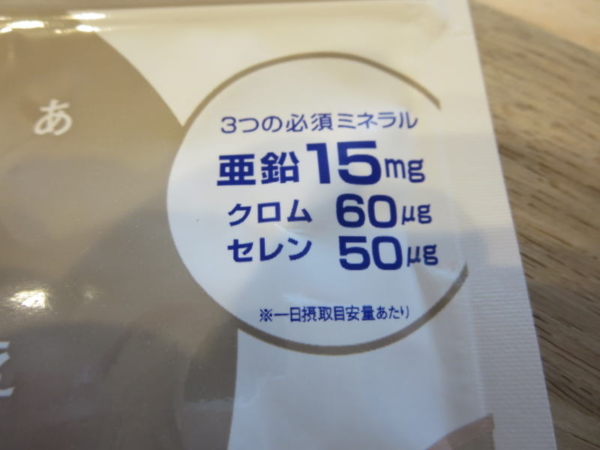 あ
3つの必須ミネラル
亜鉛15mg
クロム 60μg
セレン 50μg
※一日摂取目安量あたり